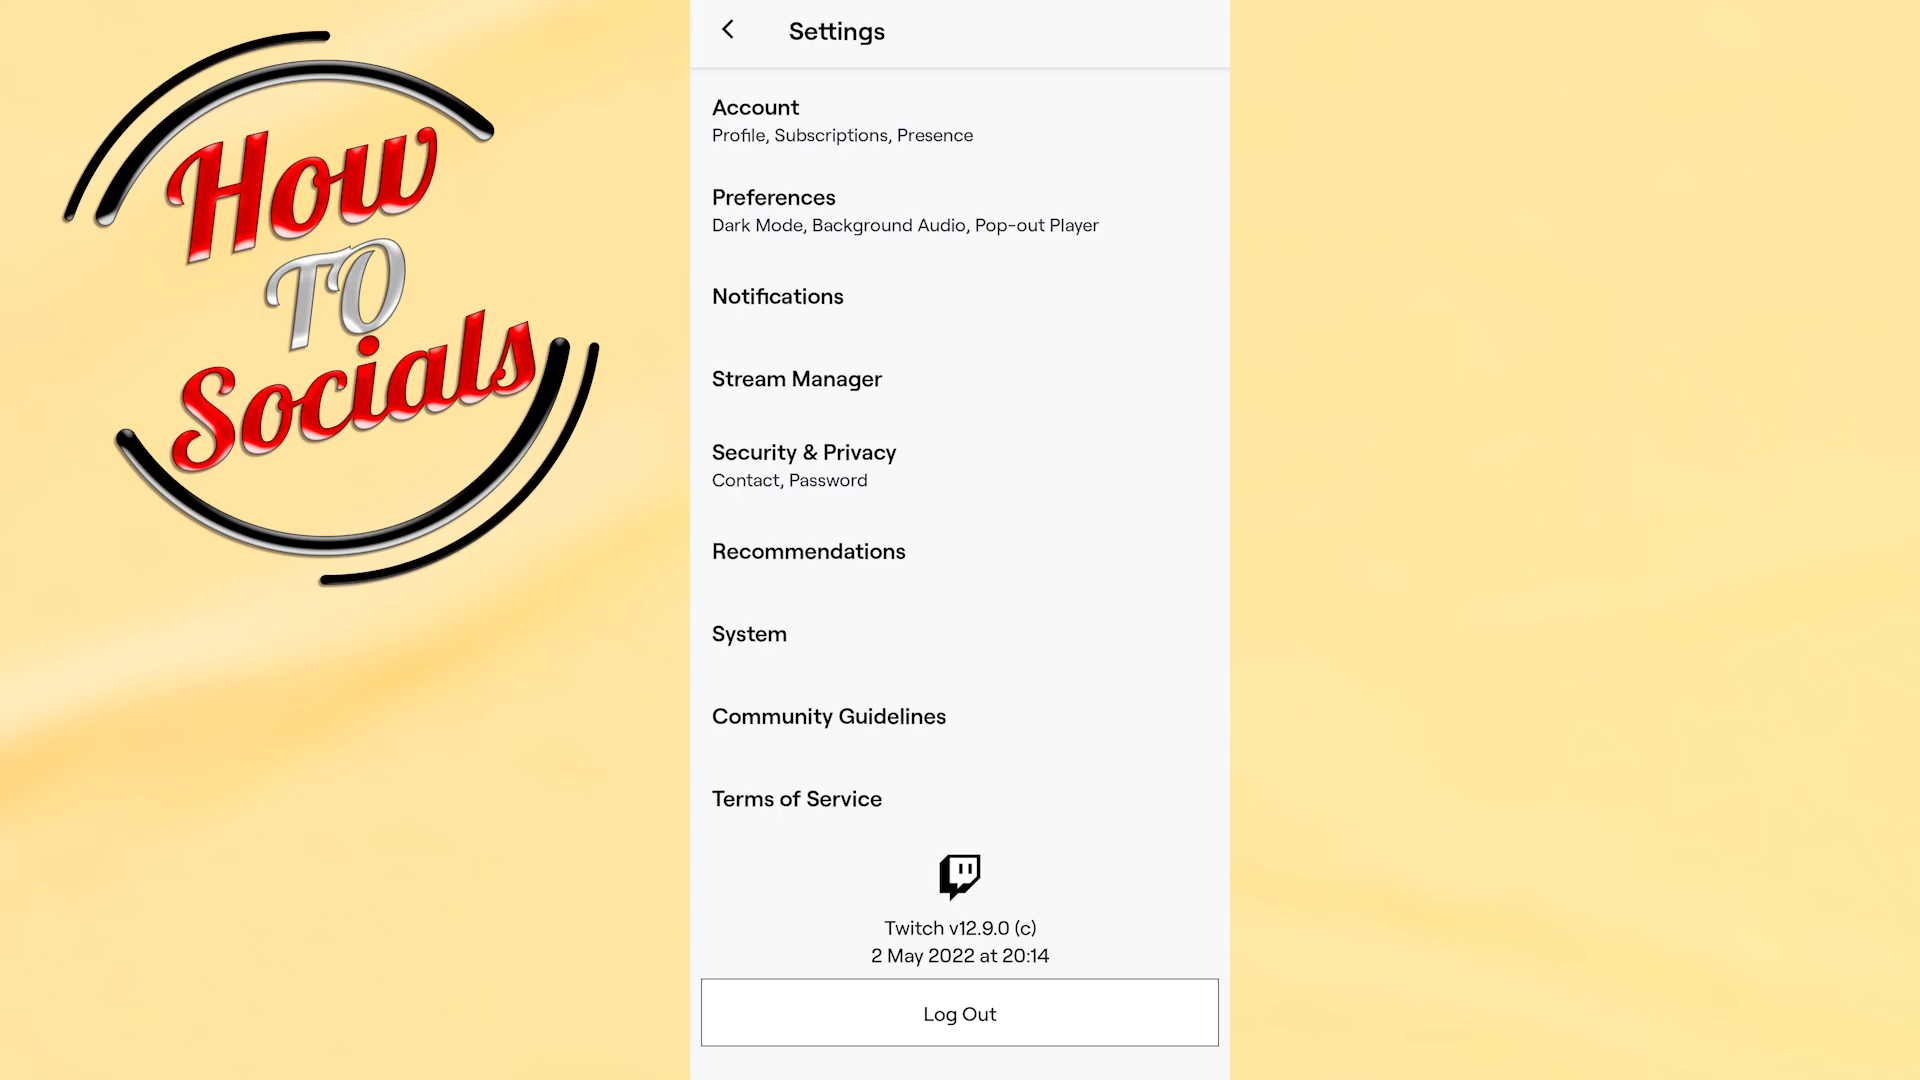 How
TO
Socials
Settings
Account
Profile, Subscriptions, Presence
Preferences
Dark Mode, Background Audio, Pop-out Player
Notifications
Stream Manager
Security & Privacy
Contact, Password
Recommendations
System
Community Guidelines
Terms of Service
Twitch v12.9.0 (c)
2 May 2022 at 20:14
Log Out